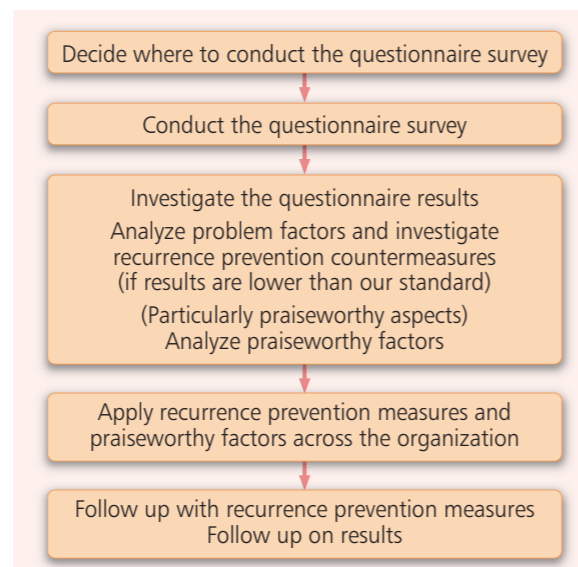 Decide where to conduct the questionnaire survey
Conduct the questionnaire survey
Investigate the questionnaire results
Analyze problem factors and investigate
recurrence prevention countermeasures
(if results are lower than our standard)
(Particularly praiseworthy aspects)
Analyze praiseworthy factors
Apply recurrence prevention measures and
praiseworthy factors across the organization
Follow up with recurrence prevention measures
Follow up on results